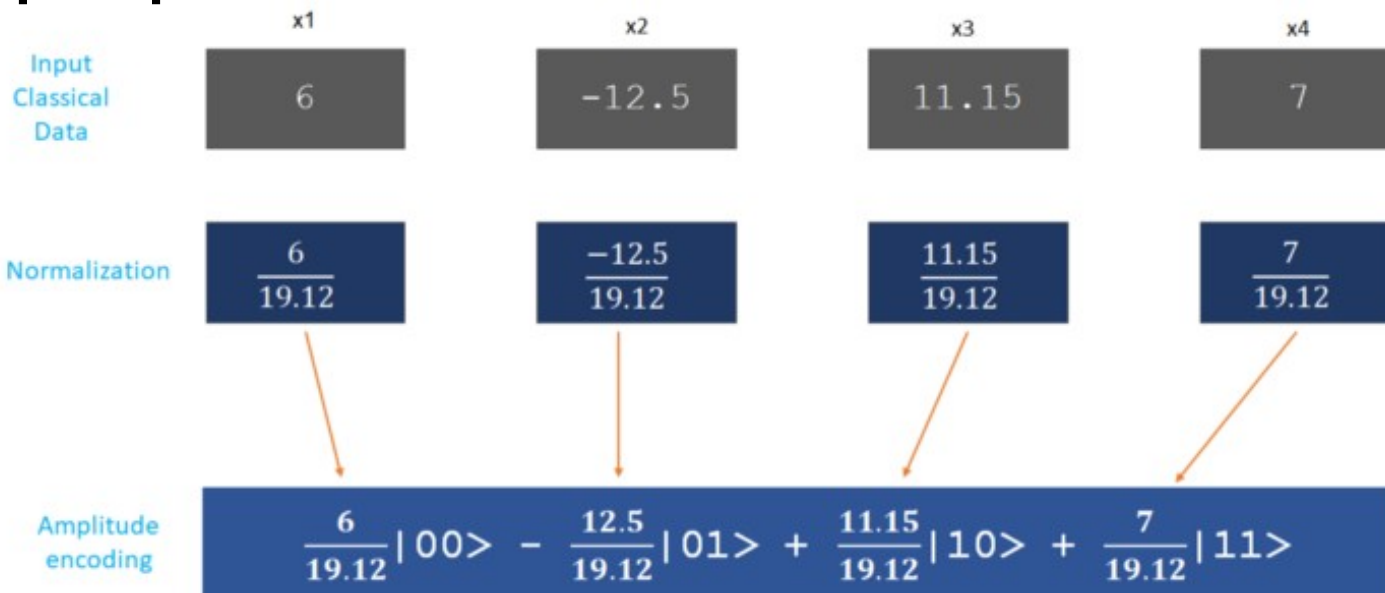 x1 x2 x3 x4
Input
Classical
Data
6 -12.5 11.15 7
Normalization
6/19.12 -12.5/19.12 11.15/19.12 7/19.12
Amplitude
encoding
6/19.12|00> - 12.5/19.12|01> + 11.15/19.12|10> + 7/19.12|11>